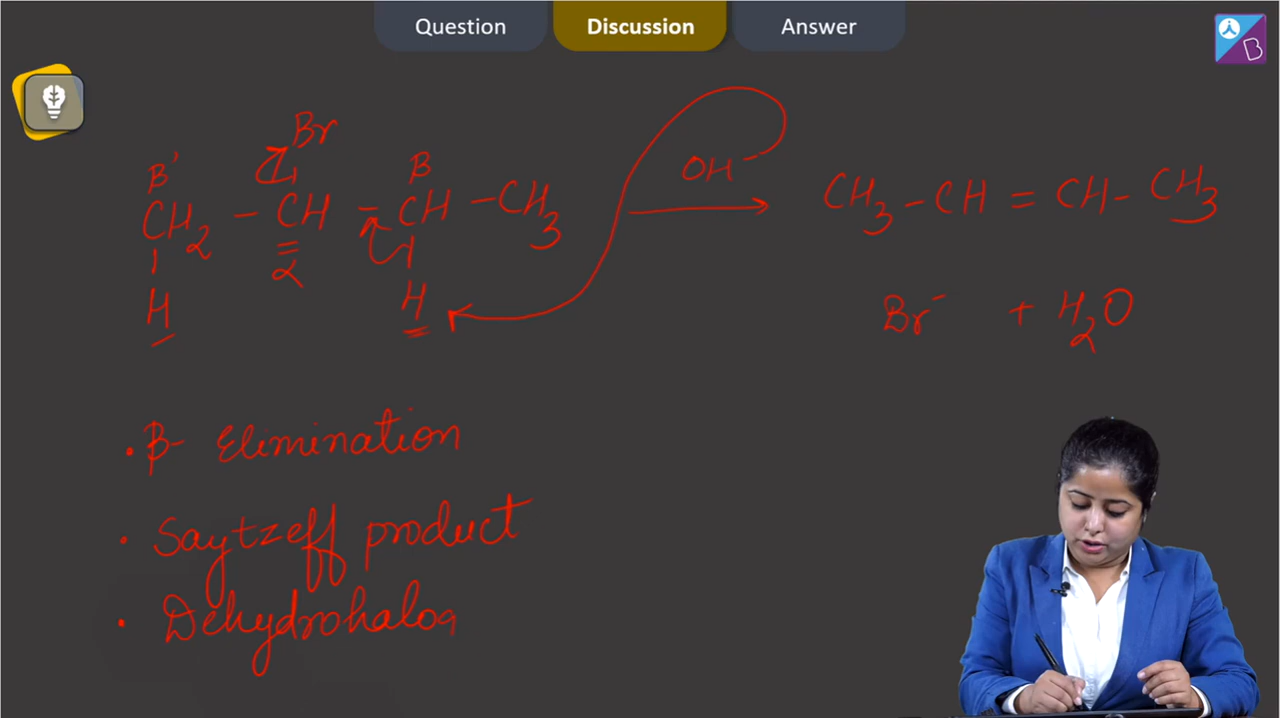 Question Discussion Answer
B
Br
β' β
CH2 - CH - CH - CH3 OH- CH3 - CH = CH - CH3
α
H H
Br- + H2O
• β- Elimination
• Saytzeff product
• Dehydrohalog